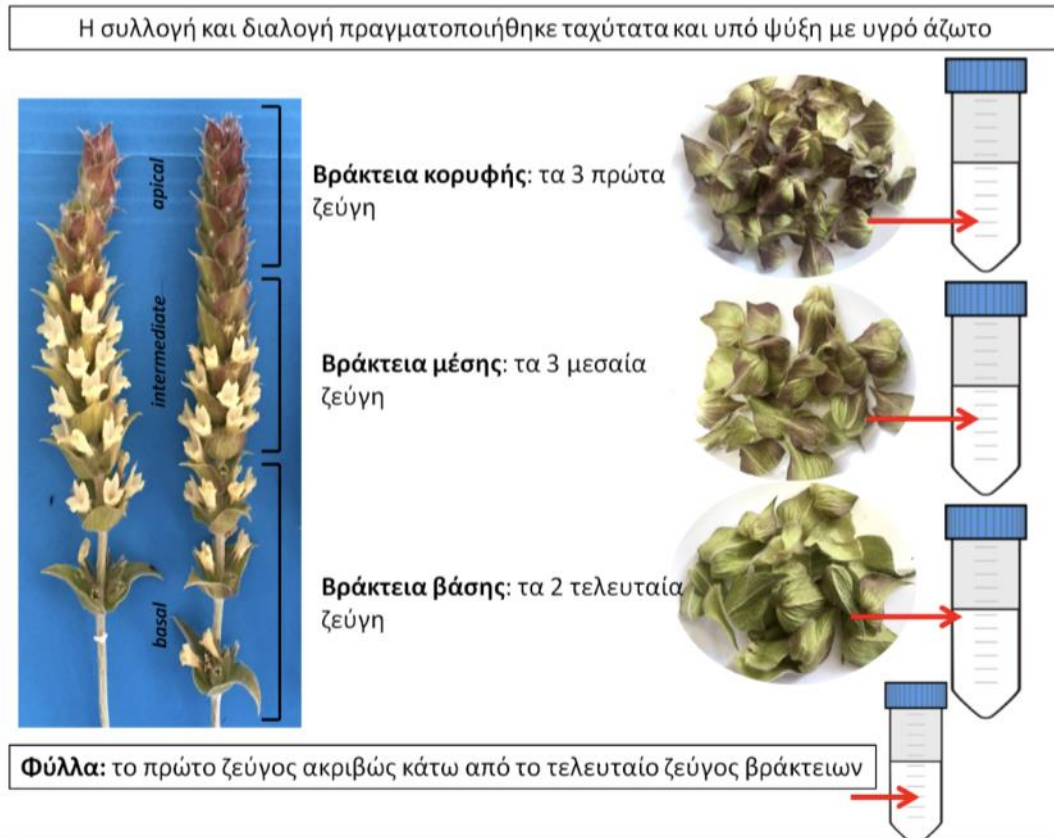 Η συλλογή και διαλογή πραγματοποιήθηκε ταχύτατα και υπό ψύξη με υγρό άζωτο
apical
Βράκτεια κορυφής: τα 3 πρώτα
ζεύγη
intermediate
Βράκτεια μέσης: τα 3 μεσαία
ζεύγη
basal
Βράκτεια βάσης: τα 2 τελευταία
ζεύγη
Φύλλα: το πρώτο ζεύγος ακριβώς κάτω από το τελευταίο ζεύγος βράκτειων